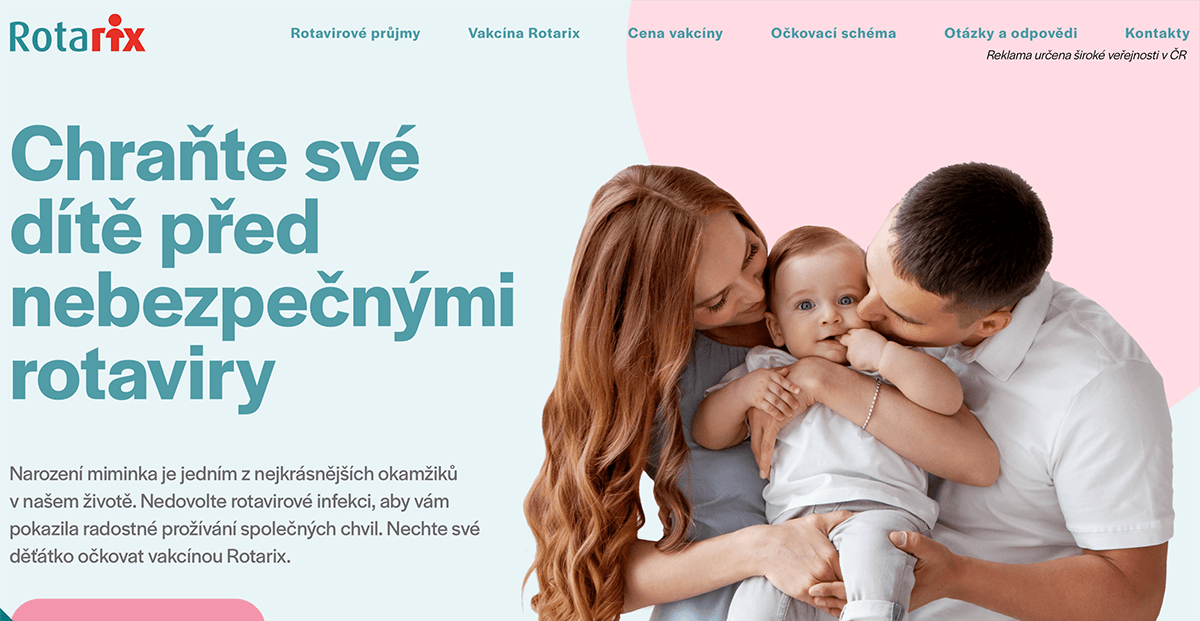 Rotarix
Rotavirové průjmy Vakcína Rotarix Cena vakcíny Očkovací schéma Otázky a odpovědi Kontakty
Reklama určena široké veřejnosti v ČR
Chraňte své
dítě před
nebezpečnými
rotaviry
Narození miminka je jedním z nejkrásnějších okamžiků
v našem životě. Nedovolte rotavirové infekci, aby vám
pokazila radostné prožívání společných chvil. Nechte své
děťátko očkovat vakcínou Rotarix.